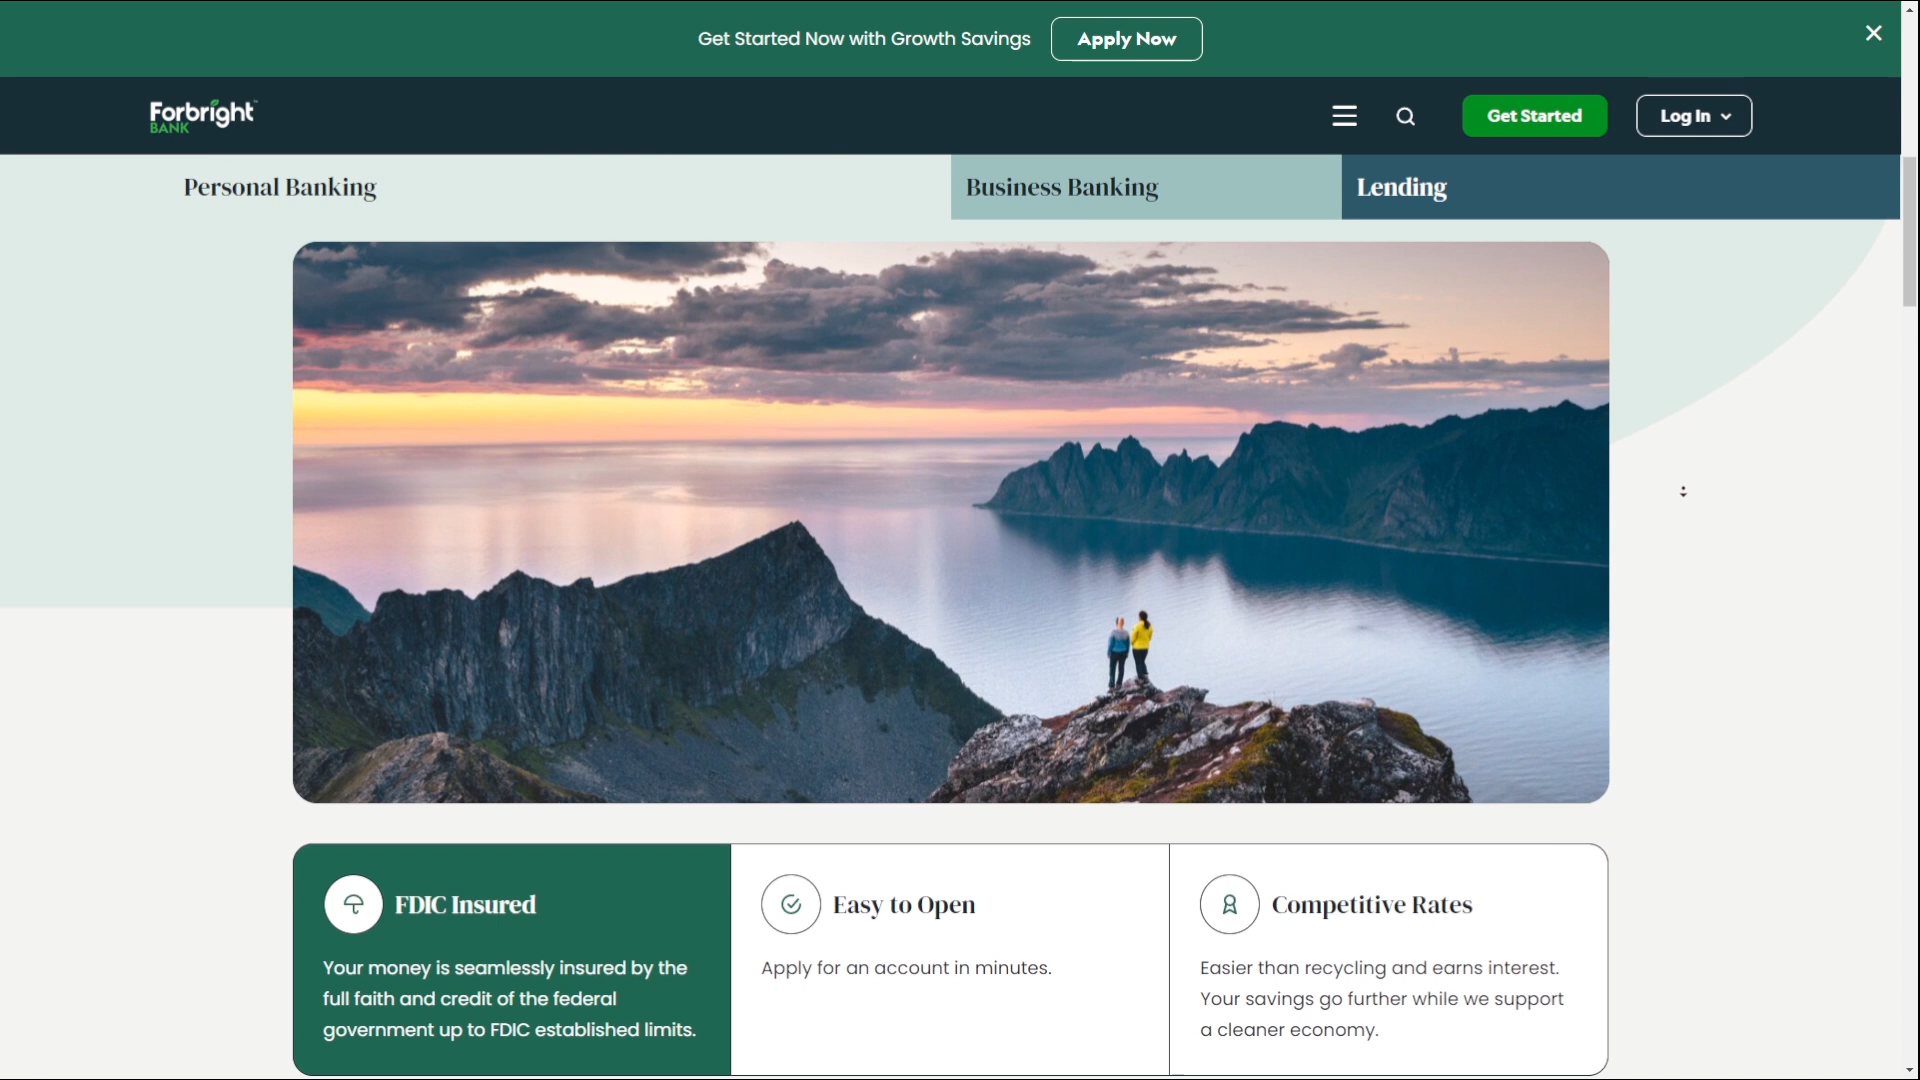 Get Started Now with Growth Savings
Apply Now
Forbright™
BANK
Get Started
Log In
Personal Banking
Business Banking
Lending
FDIC Insured
Your money is seamlessly insured by the
full faith and credit of the federal
government up to FDIC established limits.
Easy to Open
Apply for an account in minutes.
Competitive Rates
Easier than recycling and earns interest.
Your savings go further while we support
a cleaner economy.